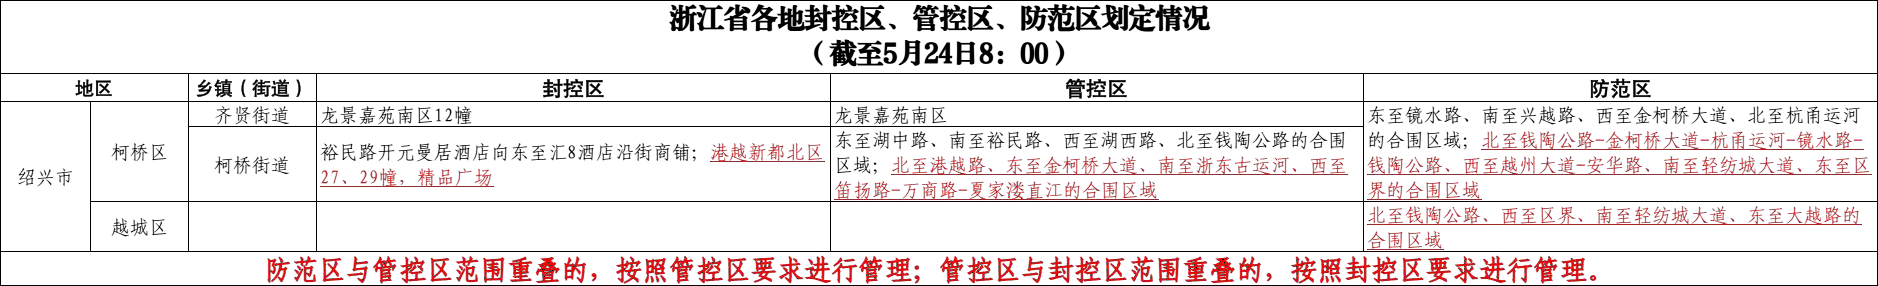 浙江省各地封控区、管控区、防范区划定情况
（截至5月24日8：00）
地区 乡镇（街道） 封控区 管控区 防范区
绍兴市
柯桥区
齐贤街道
龙景嘉苑南区12幢
龙景嘉苑南区
柯桥街道
裕民路开元曼居酒店向东至汇8酒店沿街商铺；港越新都北区
27、29幢，精品广场
东至湖中路、南至裕民路、西至湖西路、北至钱陶公路的合围
区域；北至港越路、东至金柯桥大道、南至浙东古运河、西至
笛扬路-万商路-夏家溇直江的合围区域
东至镜水路、南至兴越路、西至金柯桥大道、北至杭甬运河
的合围区域；北至钱陶公路-金柯桥大道-杭甬运河-镜水路-
钱陶公路、西至越州大道-安华路、南至轻纺城大道、东至区
界的合围区域
越城区
北至钱陶公路、西至区界、南至轻纺城大道、东至大越路的
合围区域
防范区与管控区范围重叠的，按照管控区要求进行管理；管控区与封控区范围重叠的，按照封控区要求进行管理。